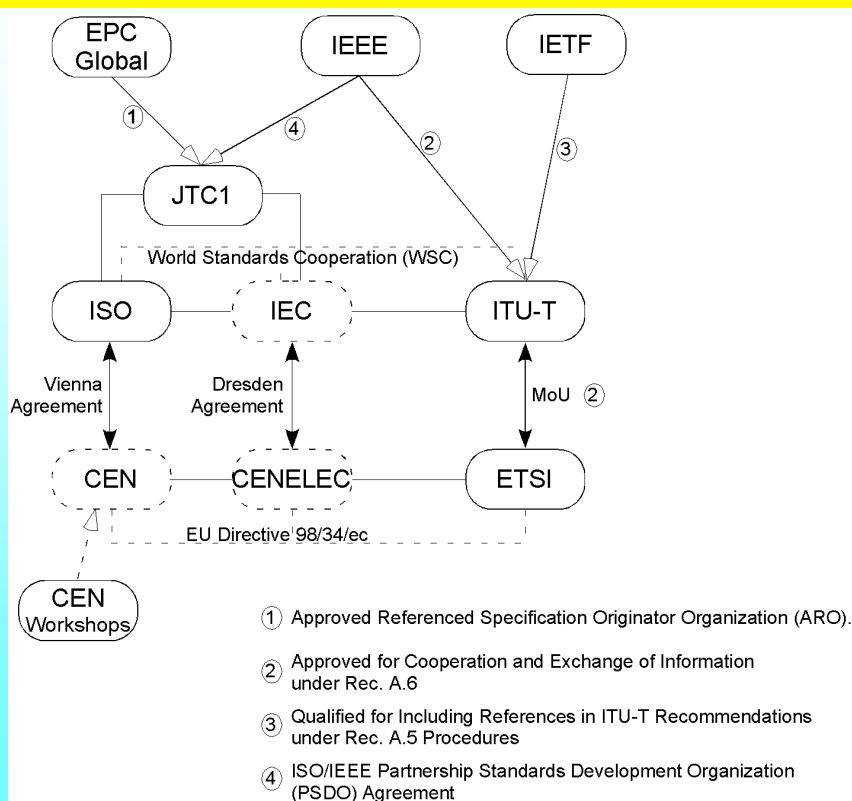 EPC
Global
IEEE
IETF
1
4
2
3
JTC1
World Standards Cooperation (WSC)
ISO
IEC
ITU-T
Vienna
Agreement
Dresden
Agreement
MoU 2
CEN
CENELEC
ETSI
EU Directive 98/34/ec
CEN
Workshops
1 Approved Referenced Specification Originator Organization (ARO).
2 Approved for Cooperation and Exchange of Information
under Rec. A.6
3 Qualified for Including References in ITU-T Recommendations
under Rec. A.5 Procedures
4 ISO/IEEE Partnership Standards Development Organization
(PSDO) Agreement